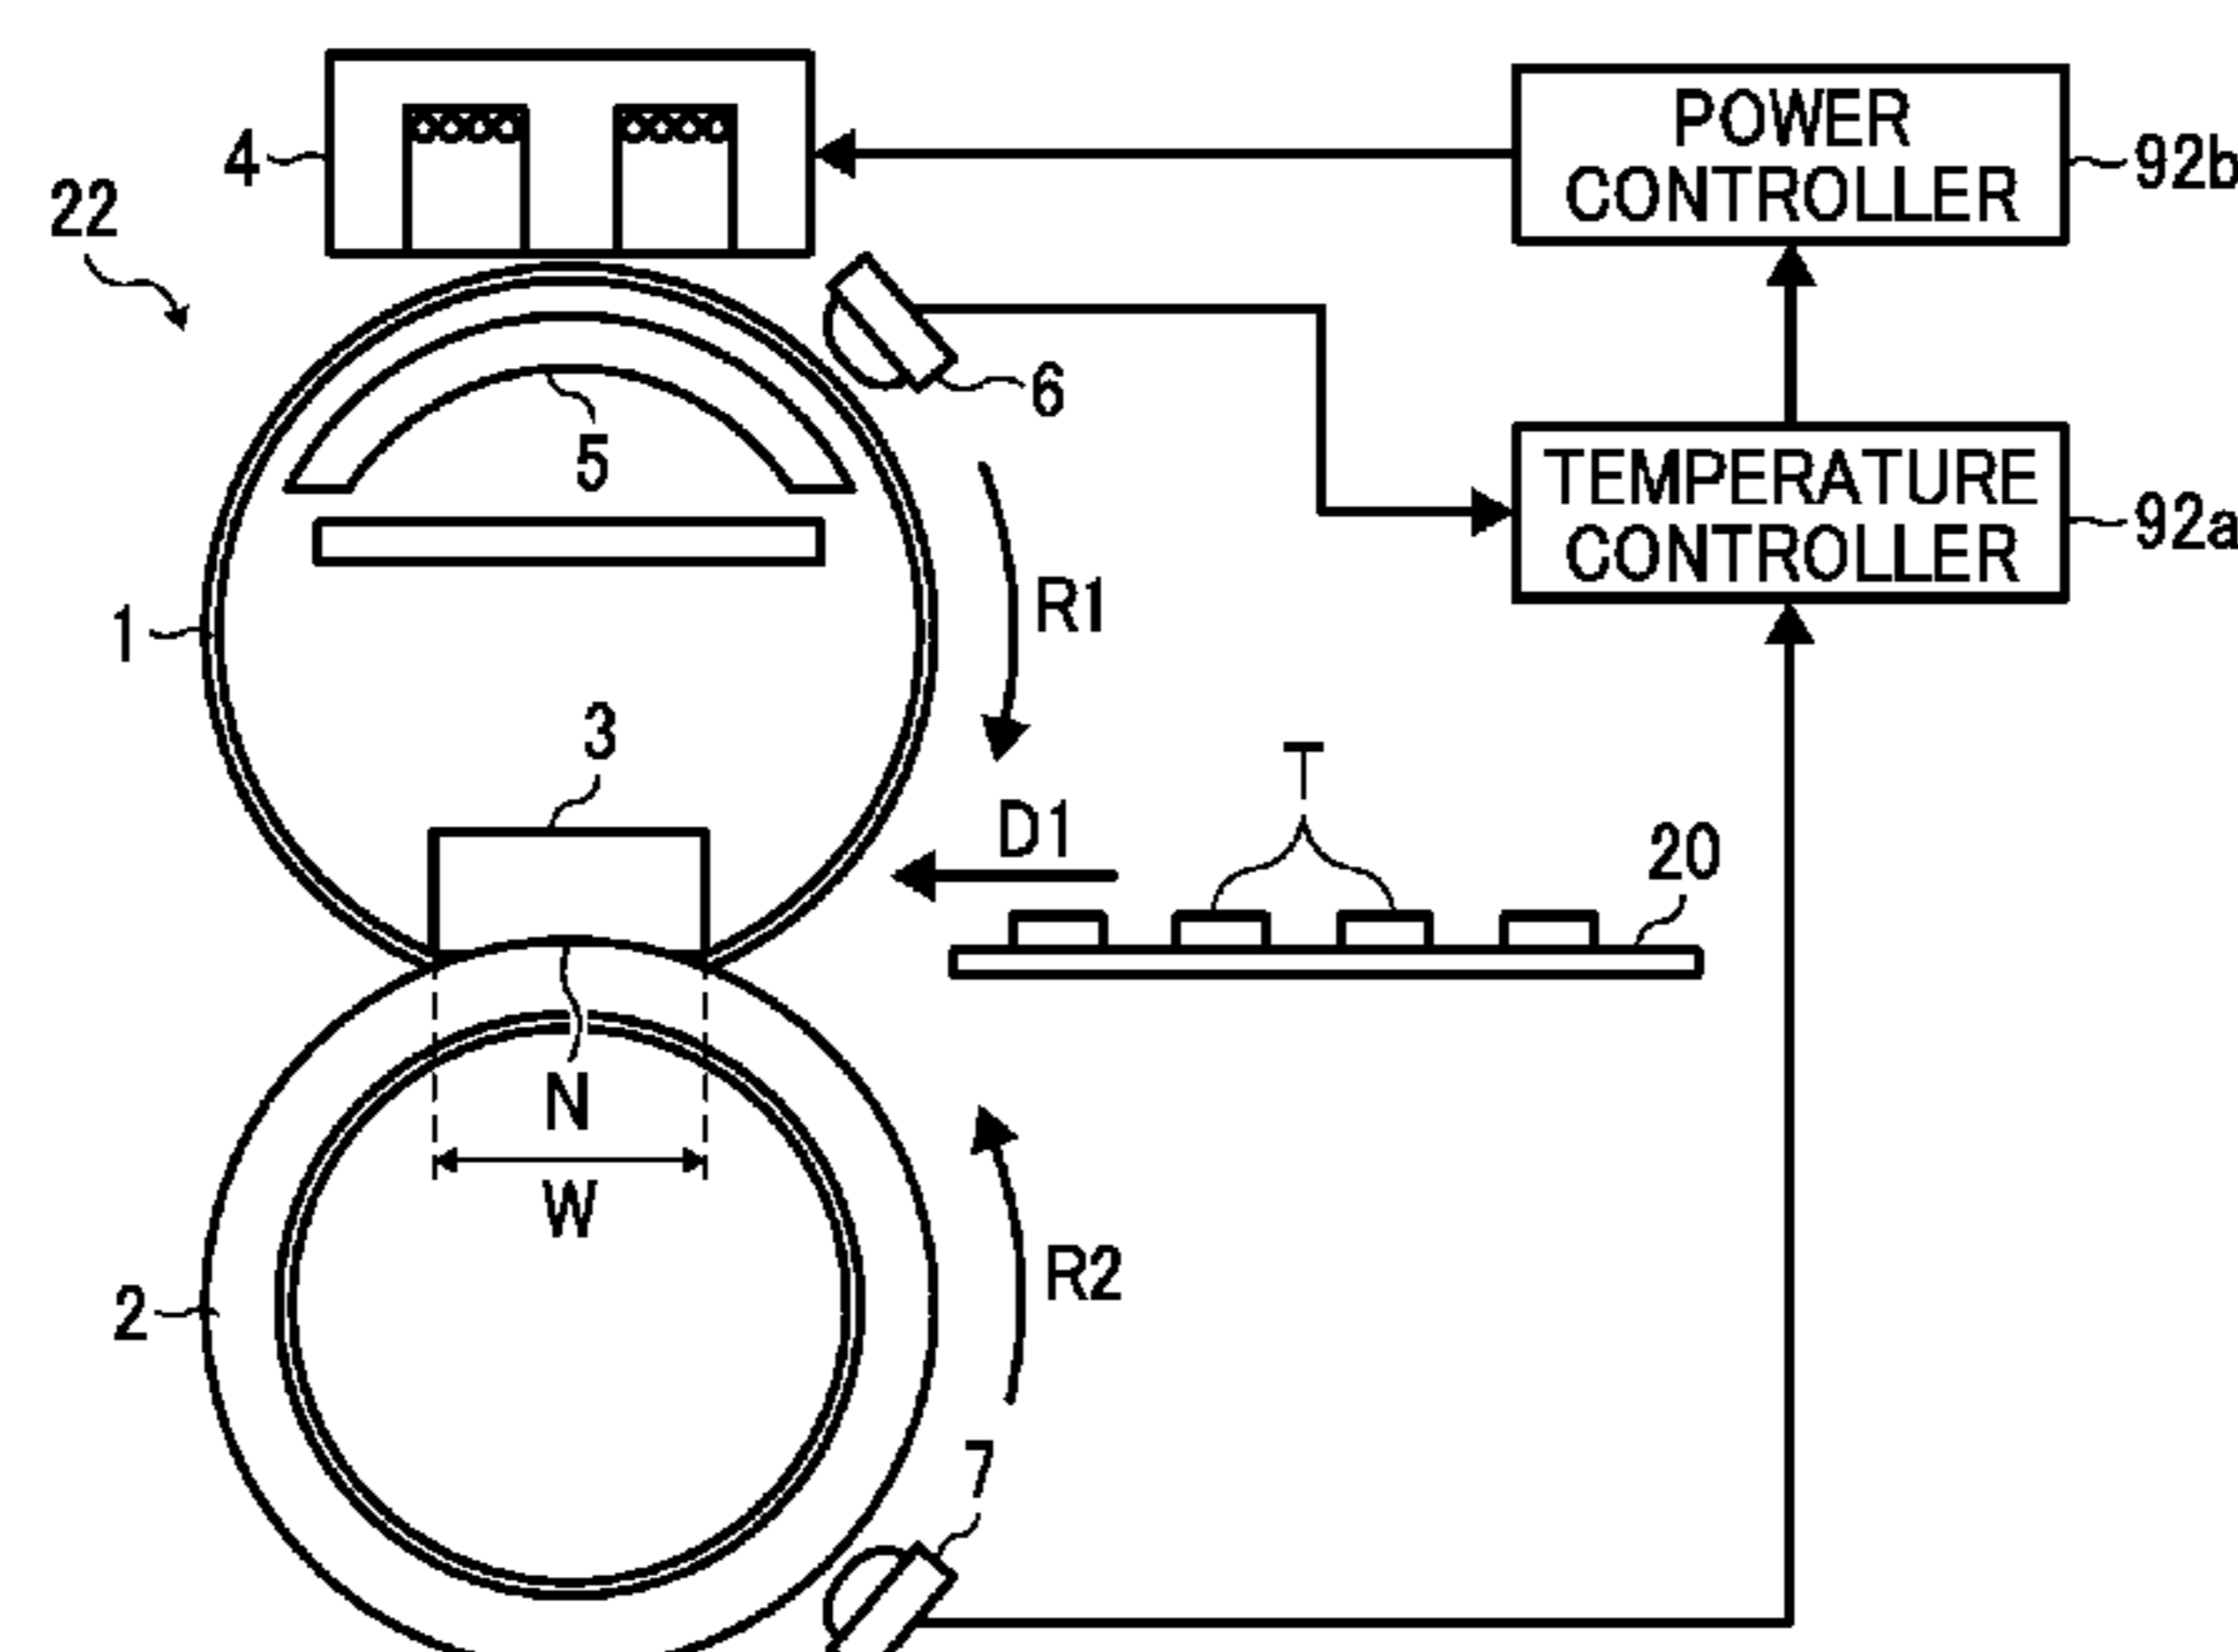 POWER
CONTROLLER
92b
4
22
6
5
TEMPERATURE
CONTROLLER
92a
R1
1
3
T
D1
20
N
W
R2
2
7